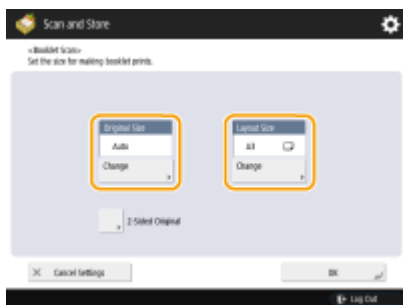 Scan and Store
<Booklet Scan>
Set the size for making booklet prints.
Original Size
Layout Size
Auto
A3
Change
Change
2-Sided Original
Cancel Settings
OK
Log Out